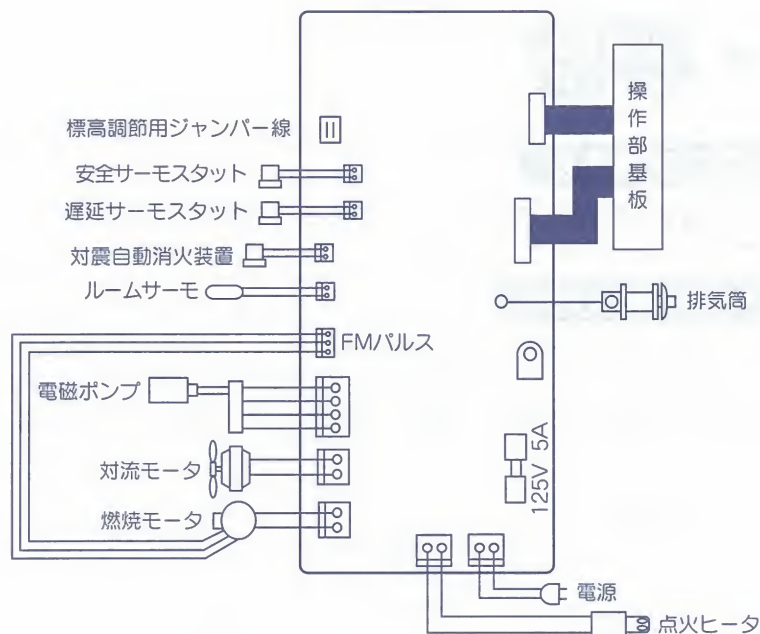 標高調節用ジャンパー線
安全サーモスタット
遅延サーモスタット
対震自動消火装置
ルームサーモ
FMパルス
電磁ポンプ
対流モータ
燃焼モータ
操作部基板
排気筒
125V 5A
電源
点火ヒータ